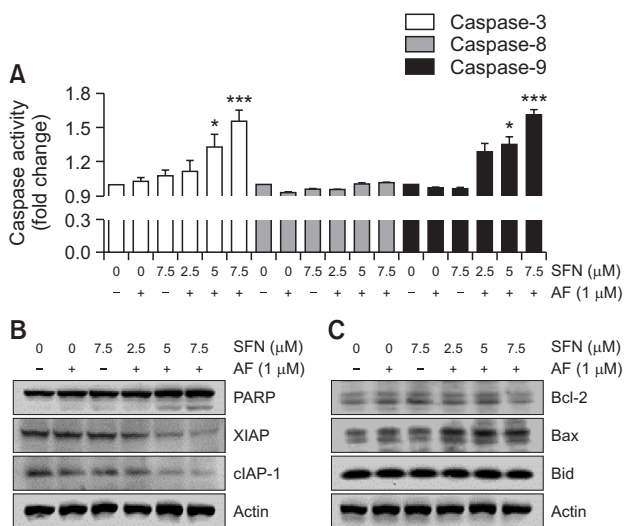 Caspase-3
Caspase-8
Caspase-9
A
Caspase activity
(fold change)
1.8
1.5
1.2
0.9
0.3
0.0
* *** * ***
0 0 7.5 2.5 5 7.5 0 0 7.5 2.5 5 7.5 0 0 7.5 2.5 5 7.5 SFN (μM)
− + − + + + − + − + + + − + − + + + AF (1 μM)
B
0 0 7.5 2.5 5 7.5 SFN (μM)
− + − + + + AF (1 μM)
PARP
XIAP
cIAP-1
Actin
C
0 0 7.5 2.5 5 7.5 SFN (μM)
− + − + + + AF (1 μM)
Bcl-2
Bax
Bid
Actin